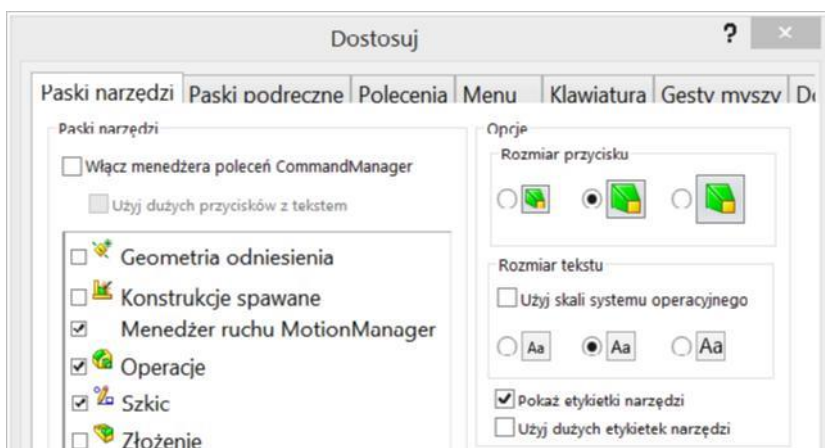 Dostosuj
?
Paski narzędzi Paski podręczne Polecenia Menu Klawiatura Gesty myszy
Paski narzędzi
Włącz menedżera poleceń CommandManager
Użyj dużych przycisków z tekstem
Geometria odniesienia
Konstrukcje spawane
Menedżer ruchu MotionManager
Operacje
Szkic
Złożenie
Opcje
Rozmiar przycisku
Rozmiar tekstu
Użyj skali systemu operacyjnego
Aa Aa Aa
Pokaż etykietki narzędzi
Użyj dużych etykietek narzędzi